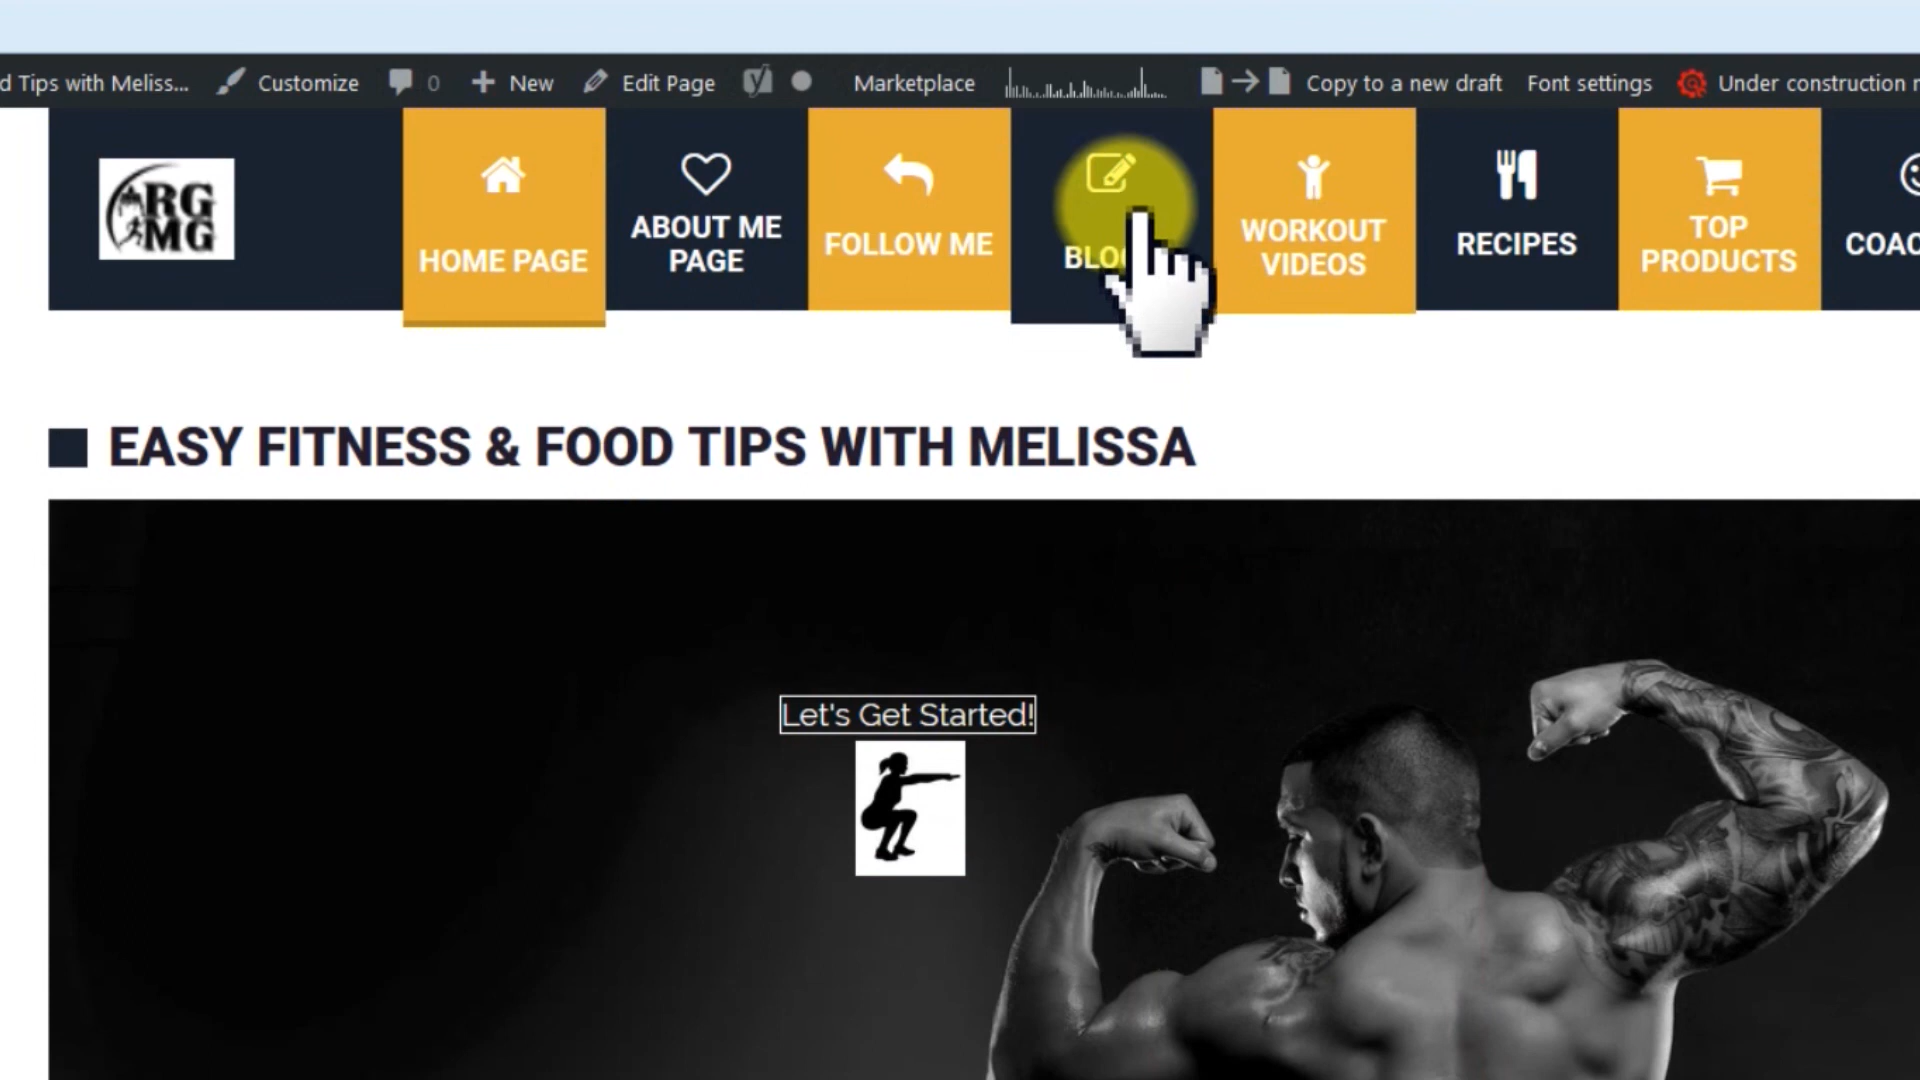 d Tips with Meliss... Customize 0 New Edit Page Marketplace Copy to a new draft Font settings Under construction
RG
MG
HOME PAGE
ABOUT ME
PAGE
FOLLOW ME
WORKOUT
VIDEOS
RECIPES
TOP
PRODUCTS
EASY FITNESS & FOOD TIPS WITH MELISSA
Let's Get Started!